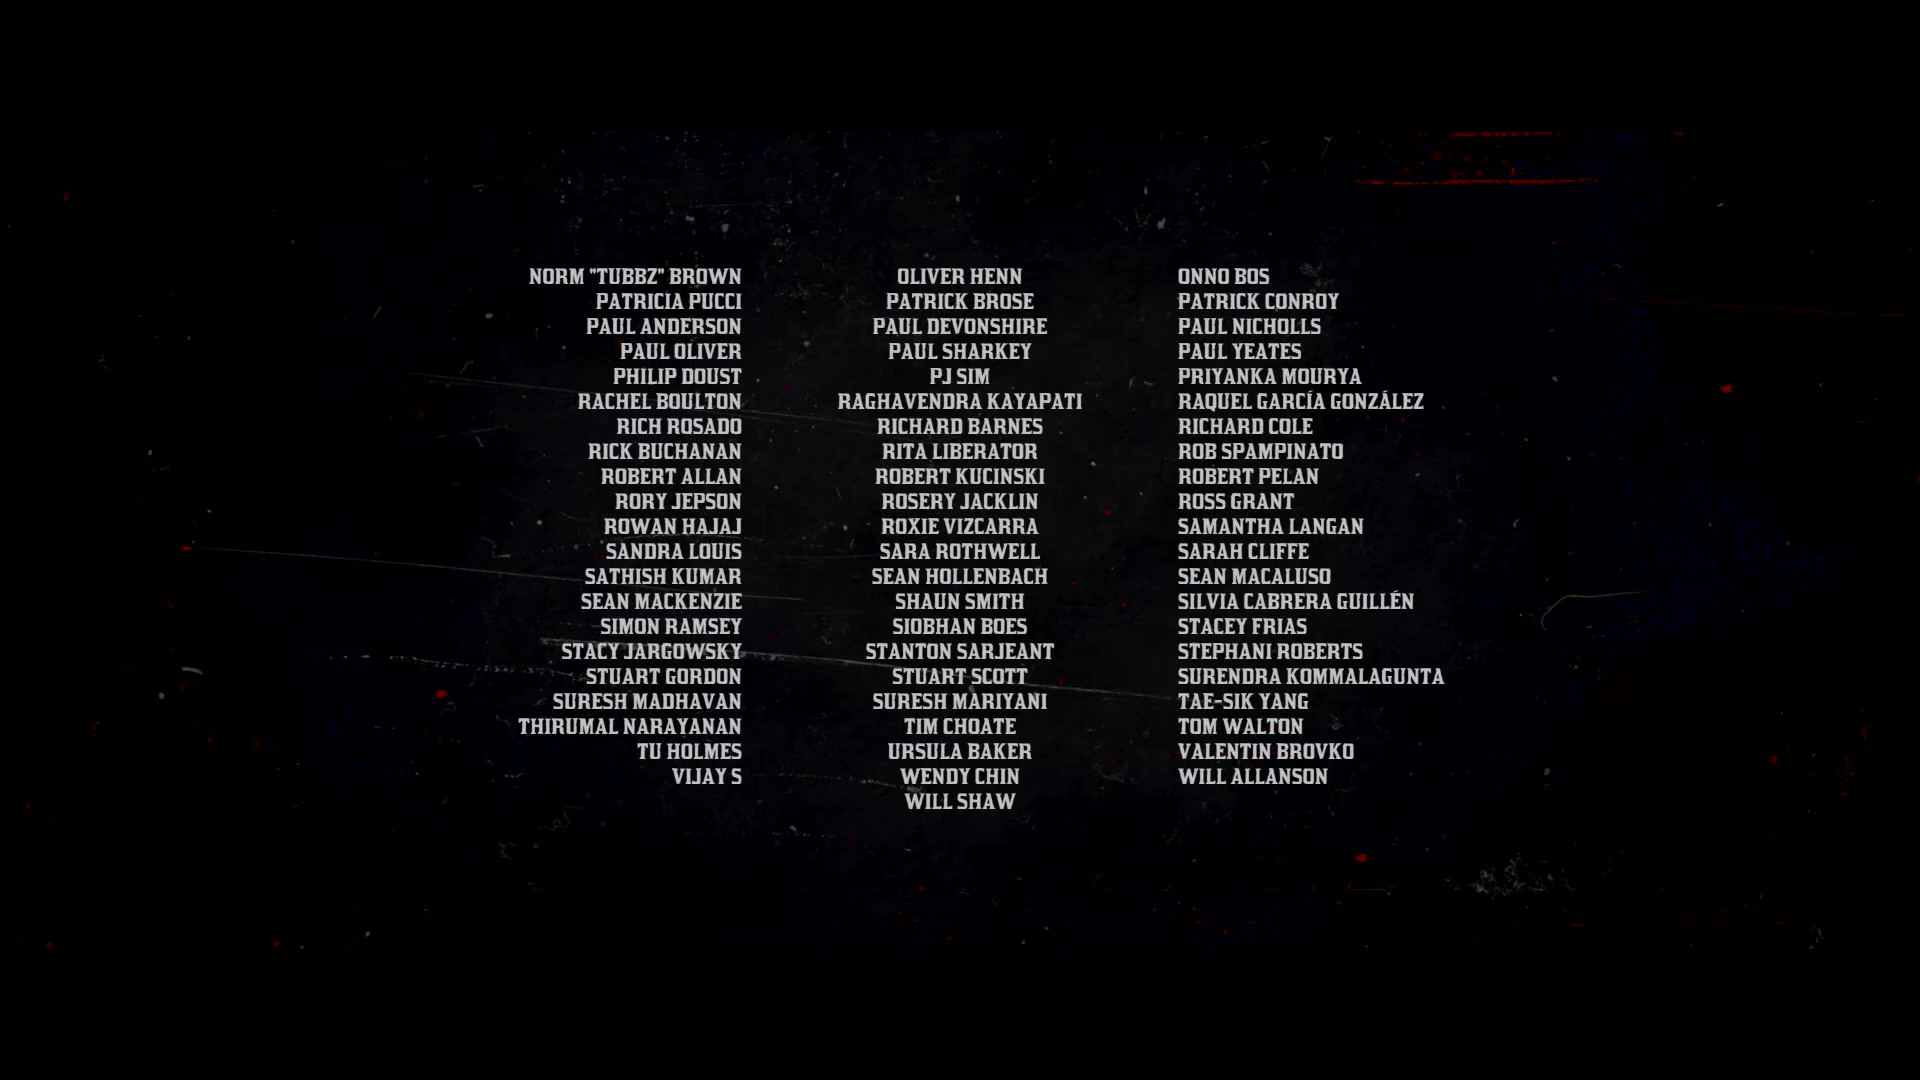 NORM "TUBBZ" BROWN OLIVER HENN ONNO BOS
PATRICIA PUCCI PATRICK BROSE PATRICK CONROY
PAUL ANDERSON PAUL DEVONSHIRE PAUL NICHOLLS
PAUL OLIVER PAUL SHARKEY PAUL YEATES
PHILIP DOUST PJ SIM PRIYANKA MOURYA
RACHEL BOULTON RAGHAVENDRA KAYAPATI RAQUEL GARCÍA GONZÁLEZ
RICH ROSADO RICHARD BARNES RICHARD COLE
RICK BUCHANAN RITA LIBERATOR ROB SPAMPINATO
ROBERT ALLAN ROBERT KUCINSKI ROBERT PELAN
RORY JEPSON ROSERY JACKLIN ROSS GRANT
ROWAN HAJAJ ROXIE VIZCARRA SAMANTHA LANGAN
SANDRA LOUIS SARA ROTHWELL SARAH CLIFFE
SATHISH KUMAR SEAN HOLLENBACH SEAN MACALUSO
SEAN MACKENZIE SHAUN SMITH SILVIA CABRERA GUILLÉN
SIMON RAMSEY SIOBHAN BOES STACEY FRIAS
STACY JARGOWSKY STANTON SARJEANT STEPHANI ROBERTS
STUART GORDON STUART SCOTT SURENDRA KOMMALAGUNTA
SURESH MADHAVAN SURESH MARIYANI TAE-SIK YANG
THIRUMAL NARAYANAN TIM CHOATE TOM WALTON
TU HOLMES URSULA BAKER VALENTIN BROVKO
VIJAY S WENDY CHIN WILL ALLANSON
WILL SHAW